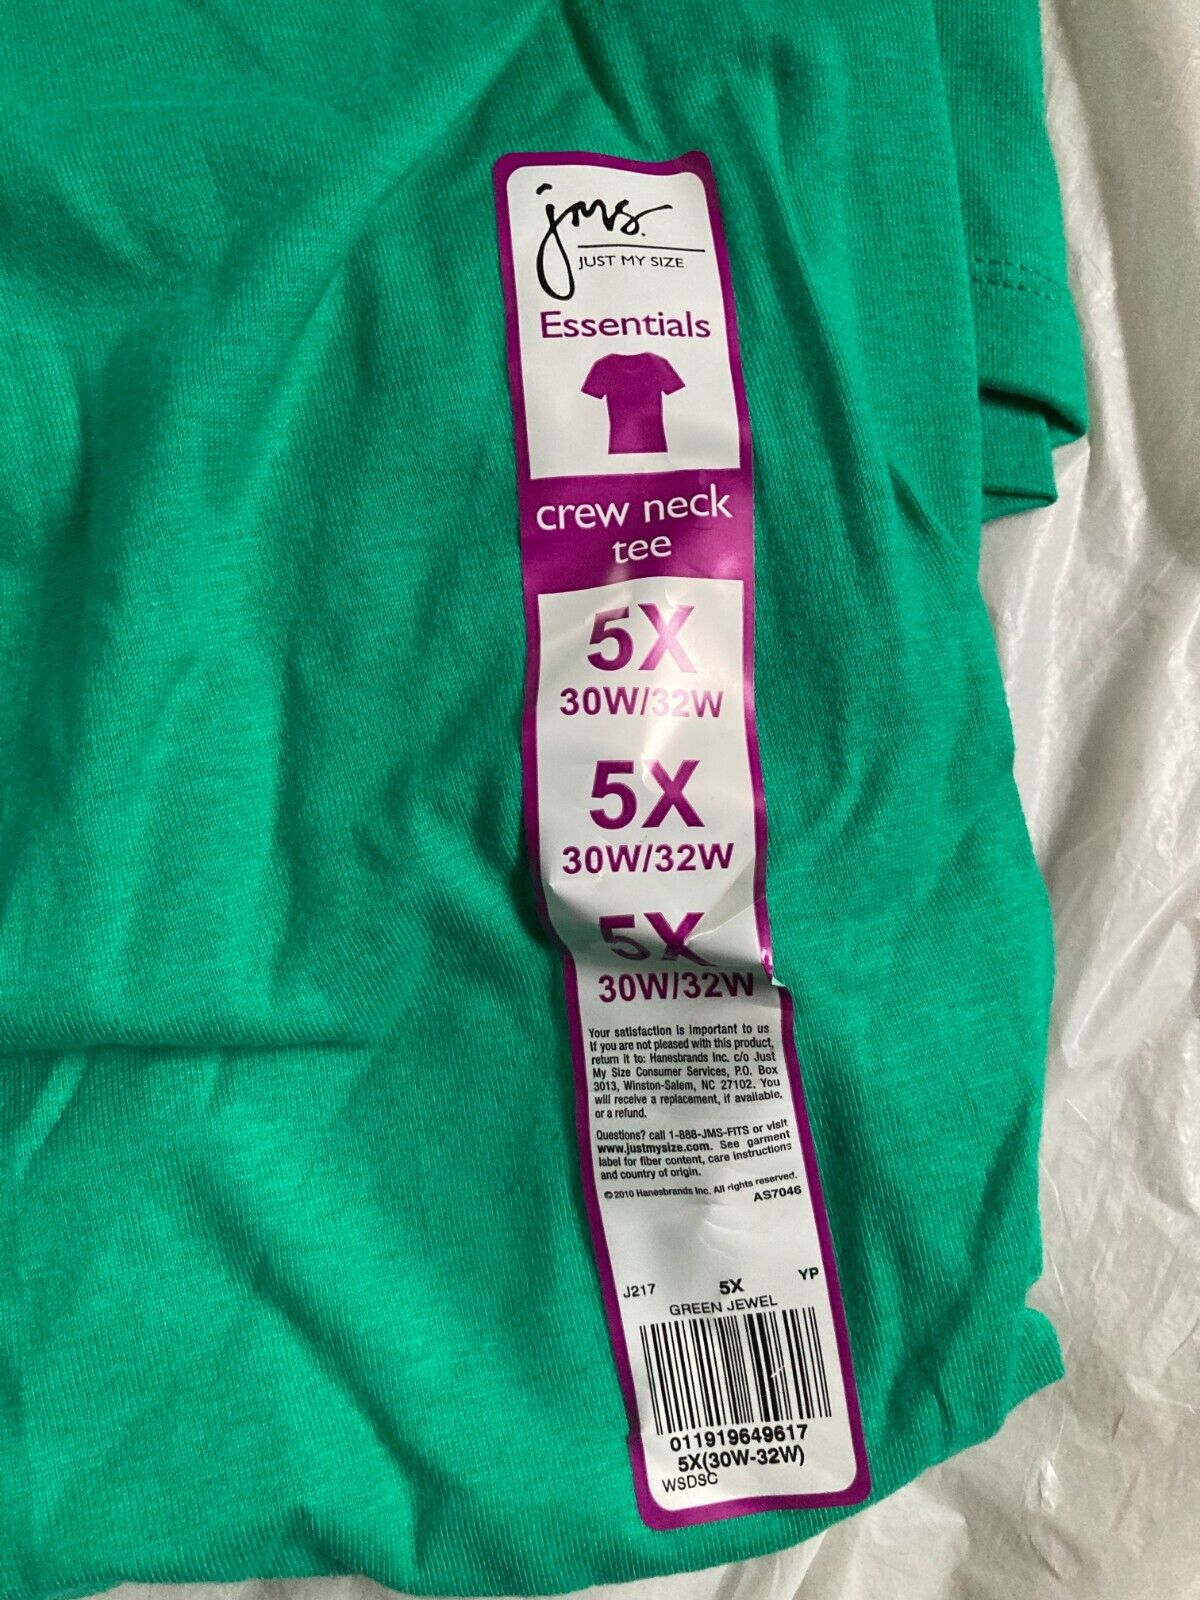 jms.
JUST MY SIZE
Essentials
crew neck
tee
5X
30W/32W
5X
30W/32W
5X
30W/32W
Your satisfaction is important to us
If you are not pleased with this product,
return it to: Hanesbrands Inc. c/o Just
My Size Consumer Services, P.O. Box
3013, Winston-Salem, NC 27102. You
will receive a replacement, if available,
or a refund.
Questions? call 1-888-JMS-FITS or visit
www.justmysize.com. See garment
label for fiber content, care instructions
and country of origin.
©2010 Hanesbrands Inc. All rights reserved.
AS7046
J217 5X YP
GREEN JEWEL
011919649617
5X(30W-32W)
WSDSC